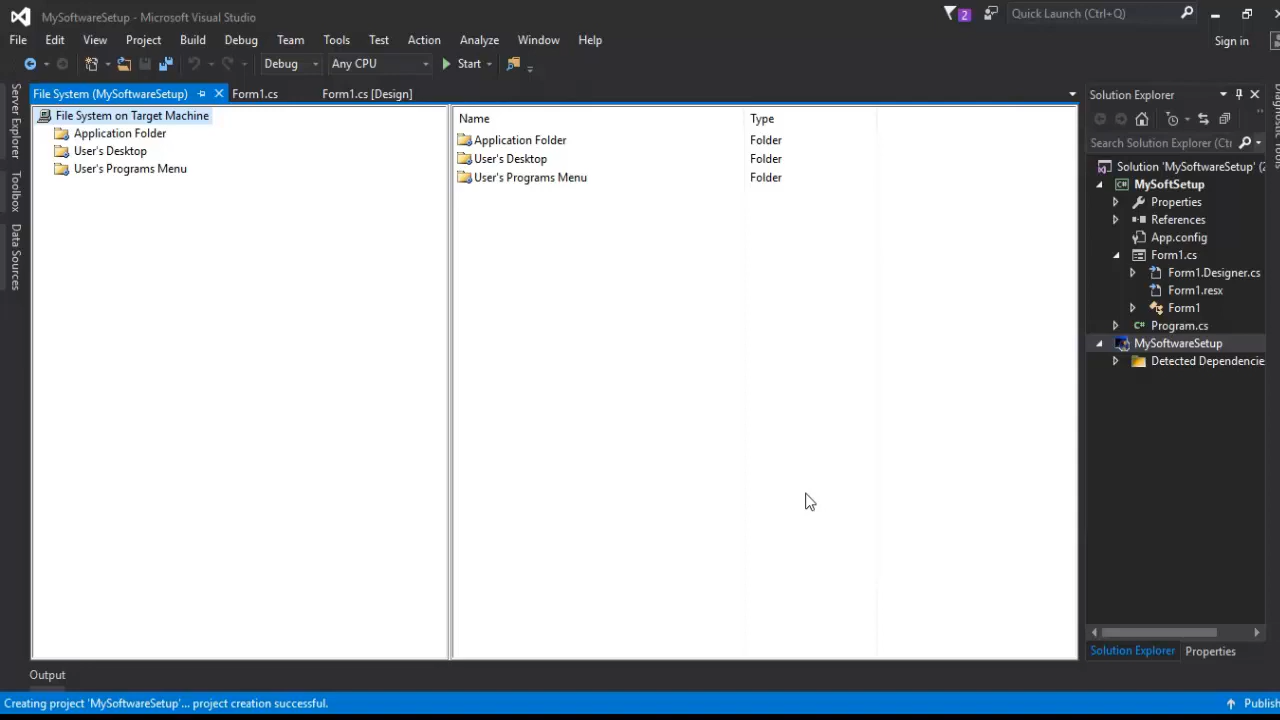 MySoftwareSetup - Microsoft Visual Studio
2
Quick Launch (Ctrl+Q)
File Edit View Project Build Debug Team Tools Test Action Analyze Window Help
Sign in
Debug Any CPU Start
File System (MySoftwareSetup) Form1.cs Form1.cs [Design]
Server Explorer
Toolbox
Data Sources
File System on Target Machine
Application Folder
User's Desktop
User's Programs Menu
Name Type
Application Folder Folder
User's Desktop Folder
User's Programs Menu Folder
Solution Explorer
Search Solution Explorer (Ctrl
Solution 'MySoftwareSetup' (2
MySoftSetup
Properties
References
App.config
Form1.cs
Form1.Designer.cs
Form1.resx
Form1
Program.cs
MySoftwareSetup
Detected Dependencie
Solution Explorer Properties
Output
Creating project 'MySoftwareSetup'... project creation successful.
Publish